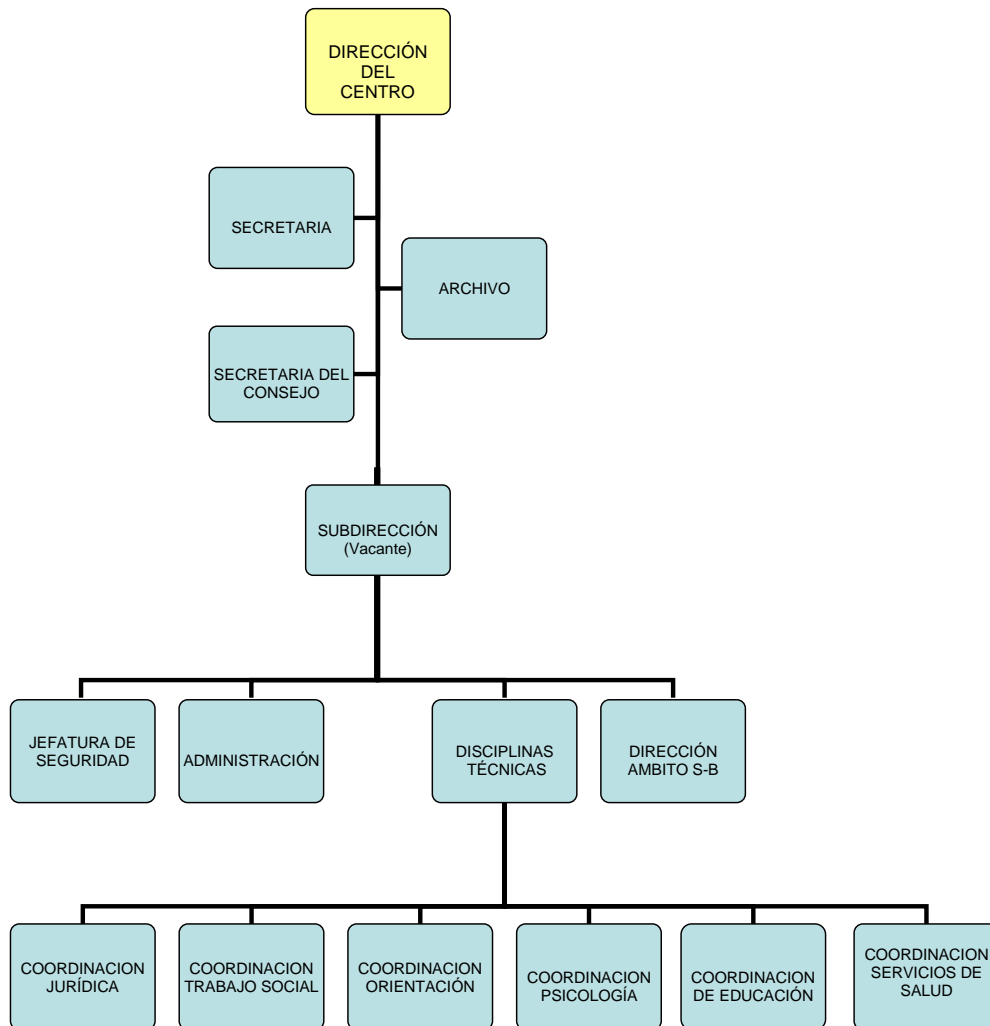 DIRECCIÓN
DEL
CENTRO
SECRETARIA
ARCHIVO
SECRETARIA DEL
CONSEJO
SUBDIRECCIÓN
(Vacante)
JEFATURA DE
SEGURIDAD
ADMINISTRACIÓN
DISCIPLINAS
TÉCNICAS
DIRECCIÓN
AMBITO S-B
COORDINACION
JURÍDICA
COORDINACION
TRABAJO SOCIAL
COORDINACION
ORIENTACIÓN
COORDINACION
PSICOLOGÍA
COORDINACION
DE EDUCACIÓN
COORDINACION
SERVICIOS DE
SALUD